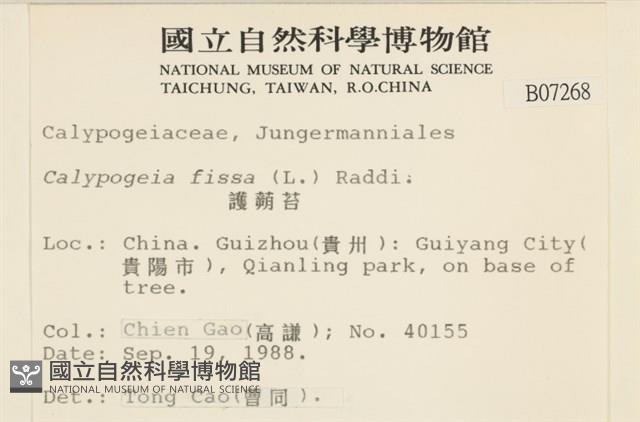 國立自然科學博物館
NATIONAL MUSEUM OF NATURAL SCIENCE
TAICHUNG, TAIWAN, R.O.CHINA
B07268
Calypogeiaceae, Jungermanniales
Calypogeia fissa (L.) Raddi.
護蒴苔
Loc.: China. Guizhou(貴州): Guiyang City(
貴陽市), Qianling park, on base of
tree.
Col.: Chien Gao(高謙); No. 40155
Date: Sep. 19, 1988.
國立自然科學博物館
NATIONAL MUSEUM OF NATURAL SCIENCE
Det.: Tong Cao(曹同).